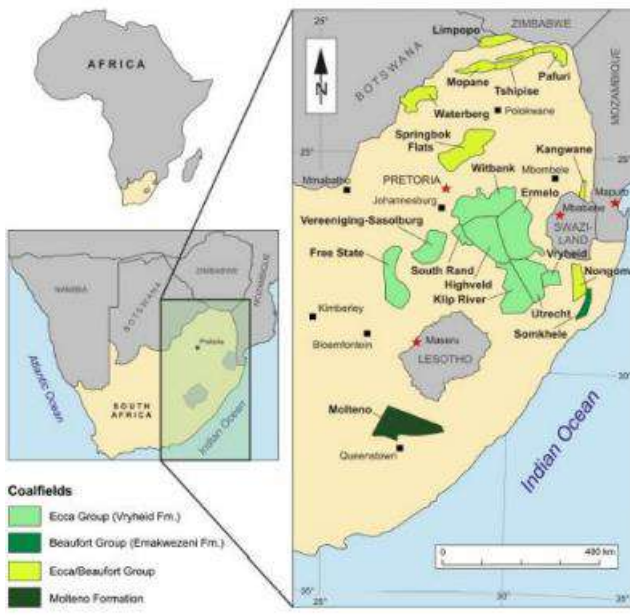 AFRICA
NAMIBIA
BOTSWANA
ZIMBABWE
MOZAMBIQUE
Pretoria
Atlantic Ocean
SOUTH
AFRICA
Indian Ocean
Coalfields
Ecca Group (Vryheid Fm.)
Beaufort Group (Emakwezeni Fm.)
Ecca/Beaufort Group
Molteno Formation
25°
30°
35°
ZIMBABWE
Limpopo
BOTSWANA
N
MOZAMBIQUE
Mopane
Pafuri
Tshipise
Waterberg
Polokwane
Springbok
Flats
25°
25°
Kangwane
Witbank
Mmabatho
PRETORIA
Mbombela
Ermelo
Maputo
Johannesburg
Mbabane
Vereeniging-Sasolburg
SWAZI-
LAND
Free State
Vryheid
South Rand
Nongoma
Highveld
Klip River
Kimberley
Utrecht
Somkhele
Bloemfontein
Maseru
LESOTHO
30°
Molteno
Queenstown
Indian Ocean
0
400 km
35°
25°
30°
35°